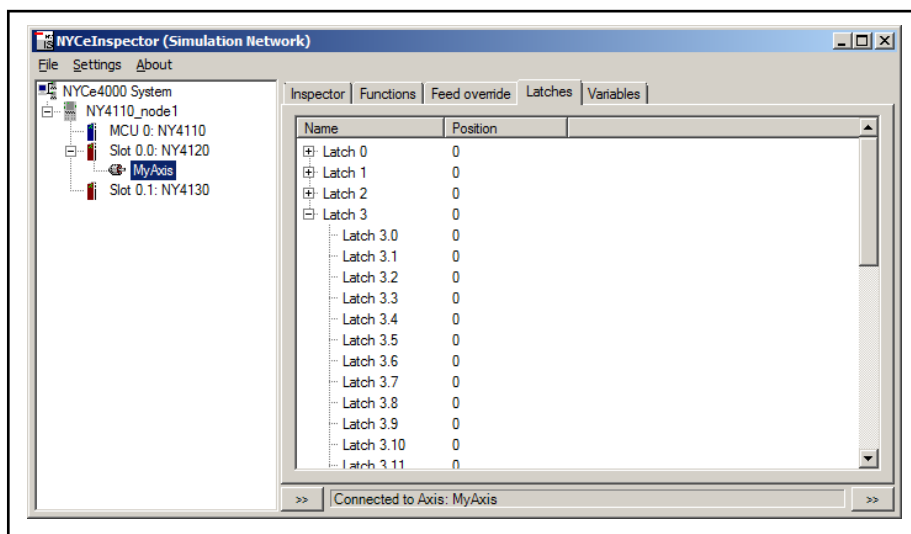 NYCeInspector (Simulation Network)
File Settings About
NYCe4000 System
NY4110_node1
MCU 0: NY4110
Slot 0.0: NY4120
MyAxis
Slot 0.1: NY4130
Inspector Functions Feed override Latches Variables
Name Position
Latch 0 0
Latch 1 0
Latch 2 0
Latch 3 0
Latch 3.0 0
Latch 3.1 0
Latch 3.2 0
Latch 3.3 0
Latch 3.4 0
Latch 3.5 0
Latch 3.6 0
Latch 3.7 0
Latch 3.8 0
Latch 3.9 0
Latch 3.10 0
Latch 3.11 0
>> Connected to Axis: MyAxis >>